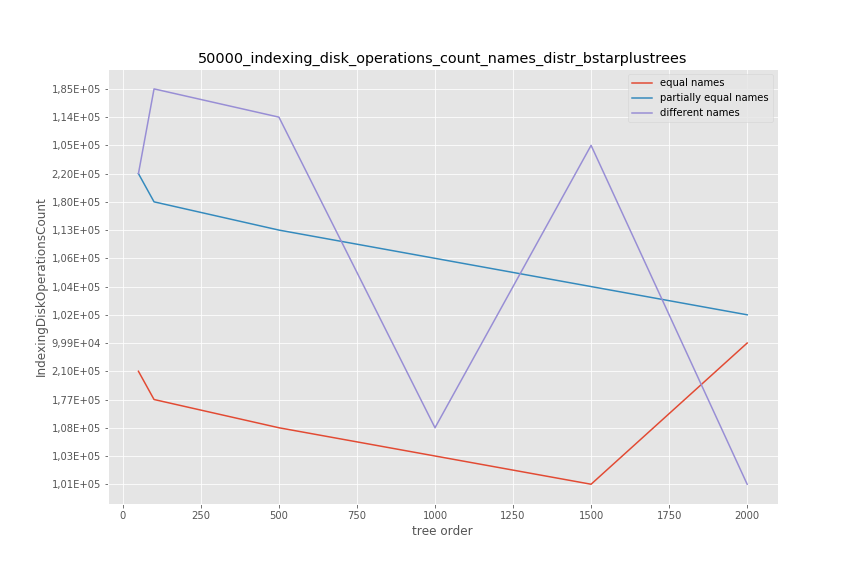 50000_indexing_disk_operations_count_names_distr_bstarplustrees
equal names
partially equal names
different names
IndexingDiskOperationsCount
1,85E+05
1,14E+05
1,05E+05
2,20E+05
1,80E+05
1,13E+05
1,06E+05
1,04E+05
1,02E+05
9,99E+04
2,10E+05
1,77E+05
1,08E+05
1,03E+05
1,01E+05
0 250 500 750 1000 1250 1500 1750 2000
tree order